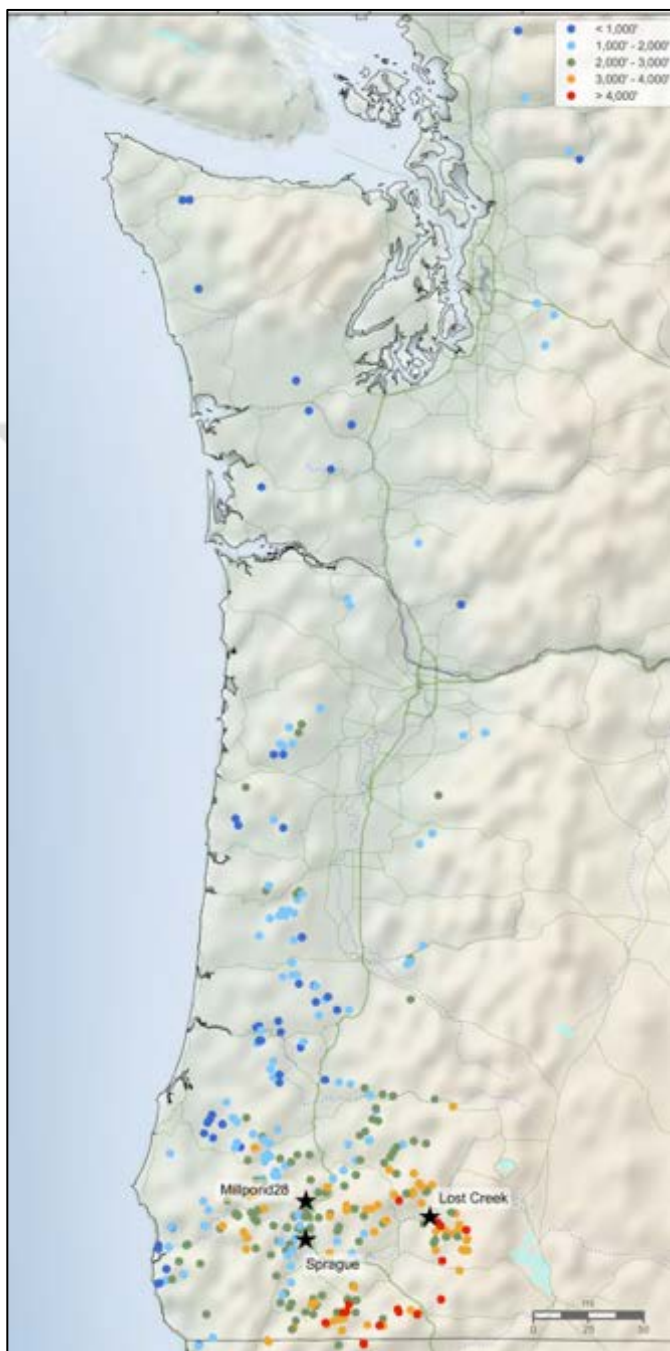 < 1,000'
1,000' - 2,000'
2,000' - 3,000'
3,000' - 4,000'
> 4,000'
Millpond28
Lost Creek
Sprague
mi
0 25 50